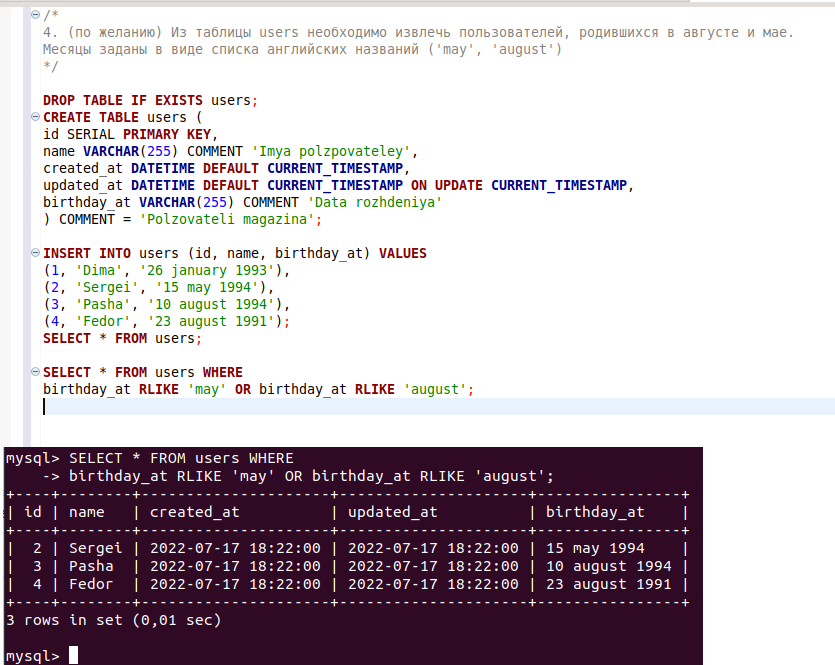 /*
4. (по желанию) Из таблицы users необходимо извлечь пользователей, родившихся в августе и мае.
Месяцы заданы в виде списка английских названий ('may', 'august')
*/
DROP TABLE IF EXISTS users;
CREATE TABLE users (
id SERIAL PRIMARY KEY,
name VARCHAR(255) COMMENT 'Imya polzpovateley',
created_at DATETIME DEFAULT CURRENT_TIMESTAMP,
updated_at DATETIME DEFAULT CURRENT_TIMESTAMP ON UPDATE CURRENT_TIMESTAMP,
birthday_at VARCHAR(255) COMMENT 'Data rozhdeniya'
) COMMENT = 'Polzovateli magazina';
INSERT INTO users (id, name, birthday_at) VALUES
(1, 'Dima', '26 january 1993'),
(2, 'Sergei', '15 may 1994'),
(3, 'Pasha', '10 august 1994'),
(4, 'Fedor', '23 august 1991');
SELECT * FROM users;
SELECT * FROM users WHERE
birthday_at RLIKE 'may' OR birthday_at RLIKE 'august';
mysql> SELECT * FROM users WHERE
    -> birthday_at RLIKE 'may' OR birthday_at RLIKE 'august';
+----+--------+---------------------+---------------------+----------------+
| id | name   | created_at          | updated_at          | birthday_at    |
+----+--------+---------------------+---------------------+----------------+
|  2 | Sergei | 2022-07-17 18:22:00 | 2022-07-17 18:22:00 | 15 may 1994    |
|  3 | Pasha  | 2022-07-17 18:22:00 | 2022-07-17 18:22:00 | 10 august 1994 |
|  4 | Fedor  | 2022-07-17 18:22:00 | 2022-07-17 18:22:00 | 23 august 1991 |
+----+--------+---------------------+---------------------+----------------+
3 rows in set (0,01 sec)
mysql>